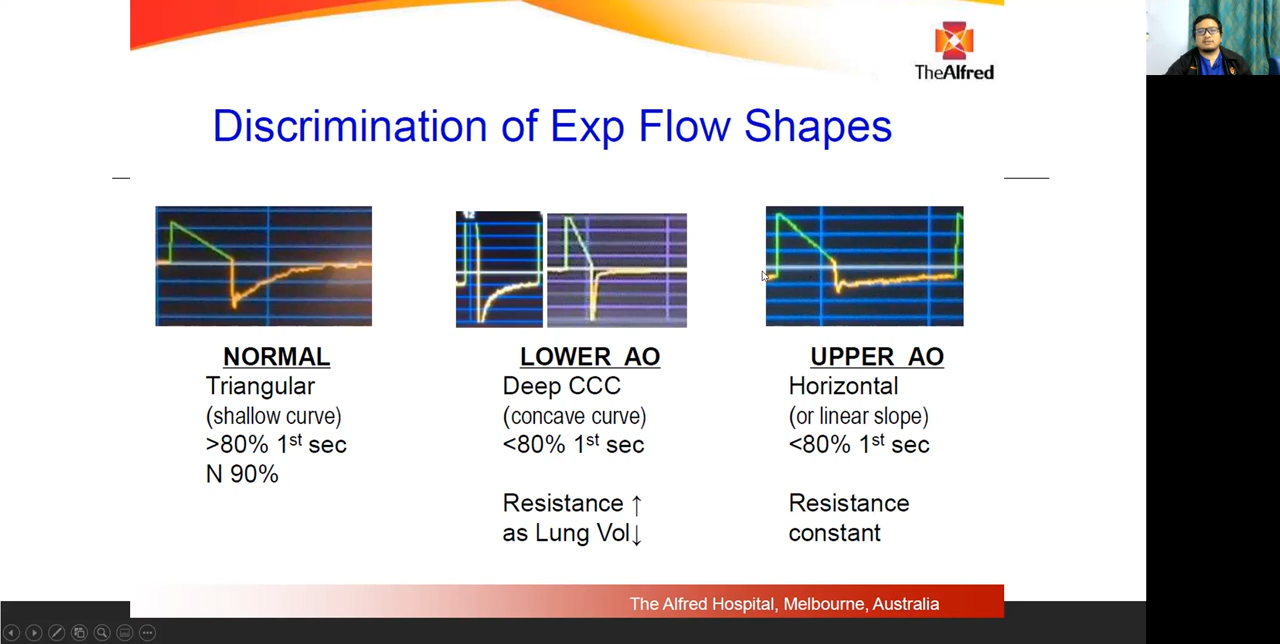 TheAlfred
Discrimination of Exp Flow Shapes
NORMAL
Triangular
(shallow curve)
>80% 1st sec
N 90%
LOWER AO
Deep CCC
(concave curve)
<80% 1st sec
Resistance ↑
as Lung Vol↓
UPPER AO
Horizontal
(or linear slope)
<80% 1st sec
Resistance
constant
The Alfred Hospital, Melbourne, Australia